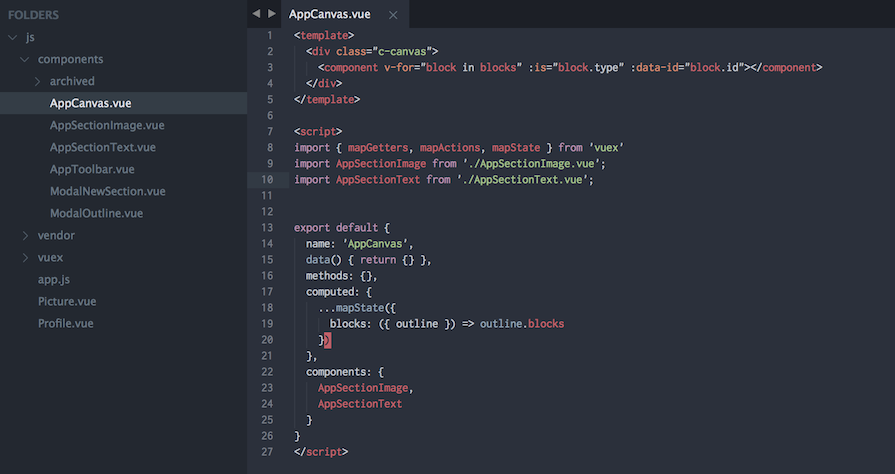 FOLDERS
js
components
archived
AppCanvas.vue
AppSectionImage.vue
AppSectionText.vue
AppToolbar.vue
ModalNewSection.vue
ModalOutline.vue
vendor
vuex
app.js
Picture.vue
Profile.vue
AppCanvas.vue
1 <template>
2 <div class="c-canvas">
3 <component v-for="block in blocks" :is="block.type" :data-id="block.id"></component>
4 </div>
5 </template>
6
7 <script>
8 import { mapGetters, mapActions, mapState } from 'vuex'
9 import AppSectionImage from './AppSectionImage.vue';
10 import AppSectionText from './AppSectionText.vue';
11
12
13 export default {
14 name: 'AppCanvas',
15 data() { return {} },
16 methods: {},
17 computed: {
18 ...mapState({
19 blocks: ({ outline }) => outline.blocks
20 })
21 },
22 components: {
23 AppSectionImage,
24 AppSectionText
25 }
26 }
27 </script>